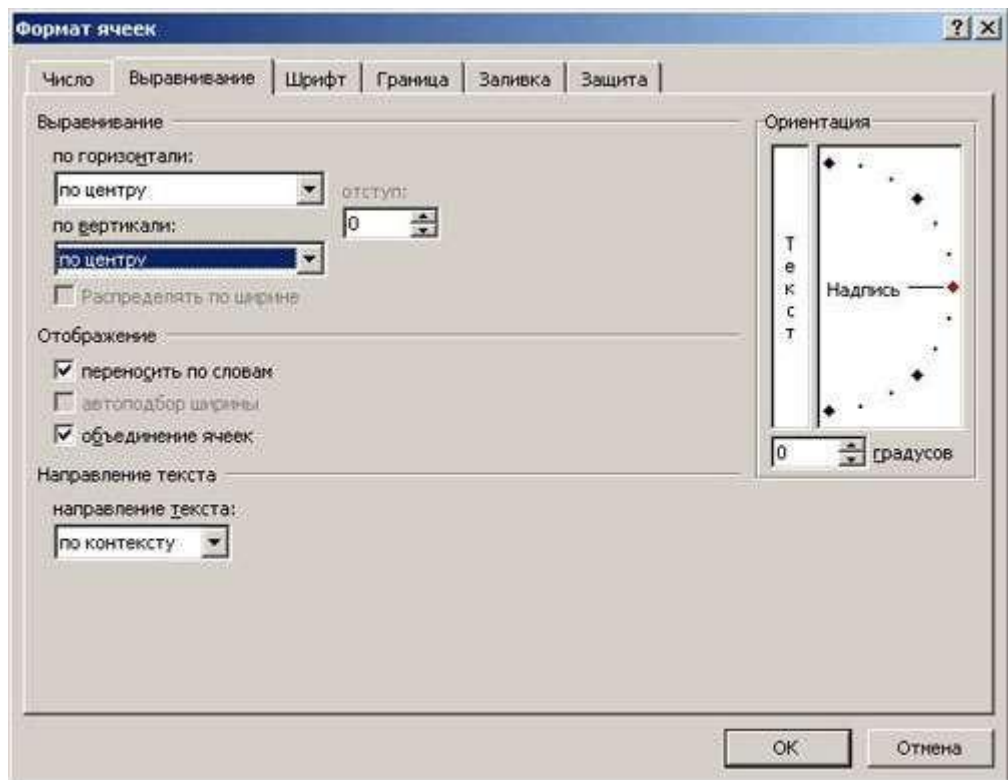 Формат ячеек
Число Выравнивание Шрифт Граница Заливка Защита
Выравнивание
по горизонтали:
по центру
отступ:
0
по вертикали:
по центру
Распределять по ширине
Отображение
переносить по словам
автоподбор ширины
объединение ячеек
Направление текста
направление текста:
по контексту
Ориентация
Текст
Надпись
0 градусов
ОК Отмена